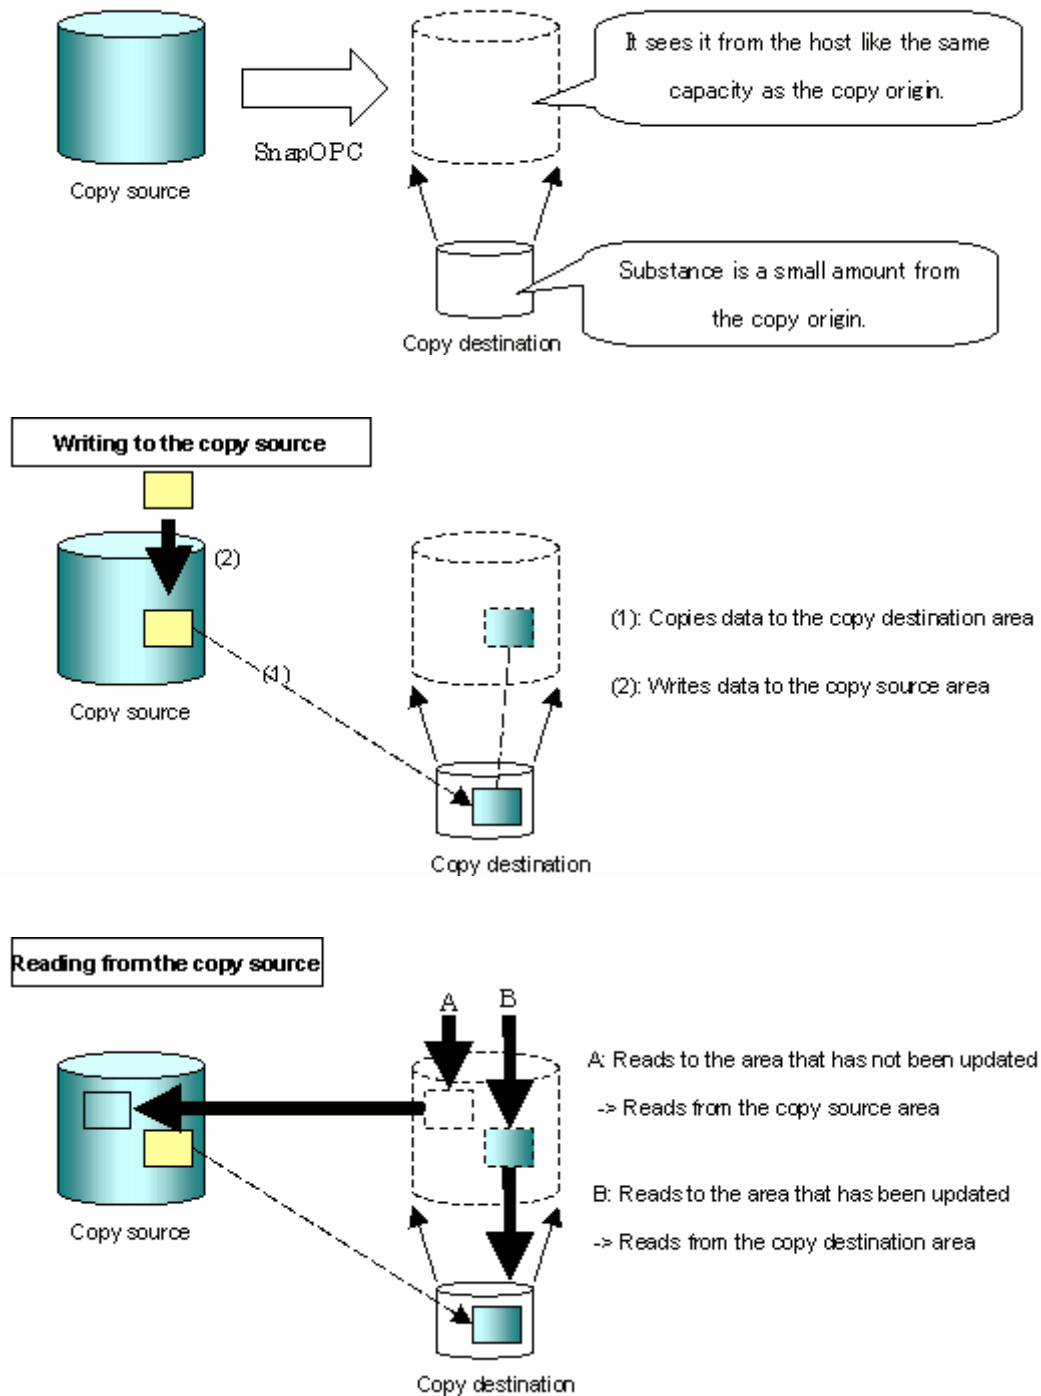 It sees it from the host like the same
capacity as the copy origin.
SnapOPC
Copy source
Substance is a small amount from
the copy origin.
Copy destination
Writing to the copy source
(2)
(1): Copies data to the copy destination area
(1)
(2): Writes data to the copy source area
Copy source
Copy destination
Reading from the copy source
A
B
A: Reads to the area that has not been updated
-> Reads from the copy source area
B: Reads to the area that has been updated
Copy source
-> Reads from the copy destination area
Copy destination